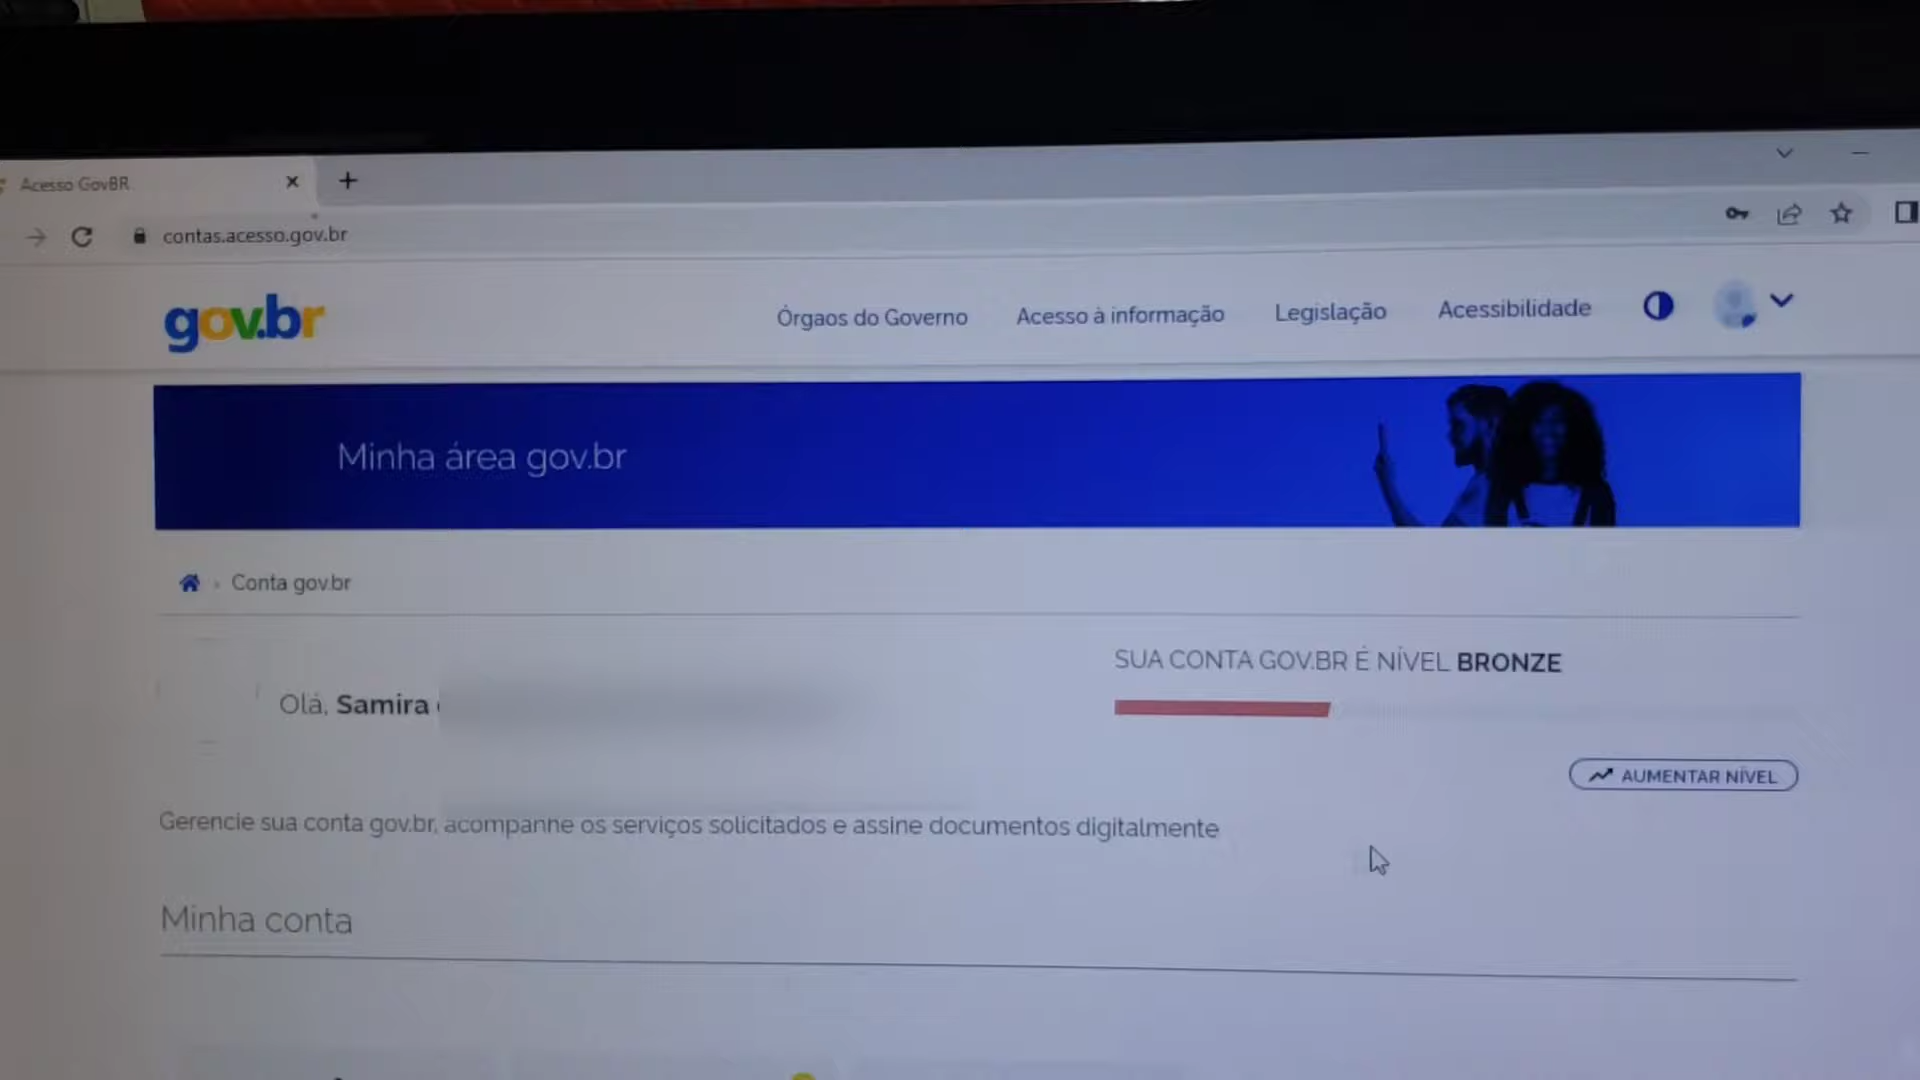 Acesso GovBR
contas.acesso.gov.br
gov.br
Órgaos do Governo
Acesso à informação
Legislação
Acessibilidade
Minha área gov.br
Conta gov.br
SUA CONTA GOV.BR É NÍVEL BRONZE
Olá, Samira
AUMENTAR NÍVEL
Gerencie sua conta gov.br, acompanhe os serviços solicitados e assine documentos digitalmente
Minha conta